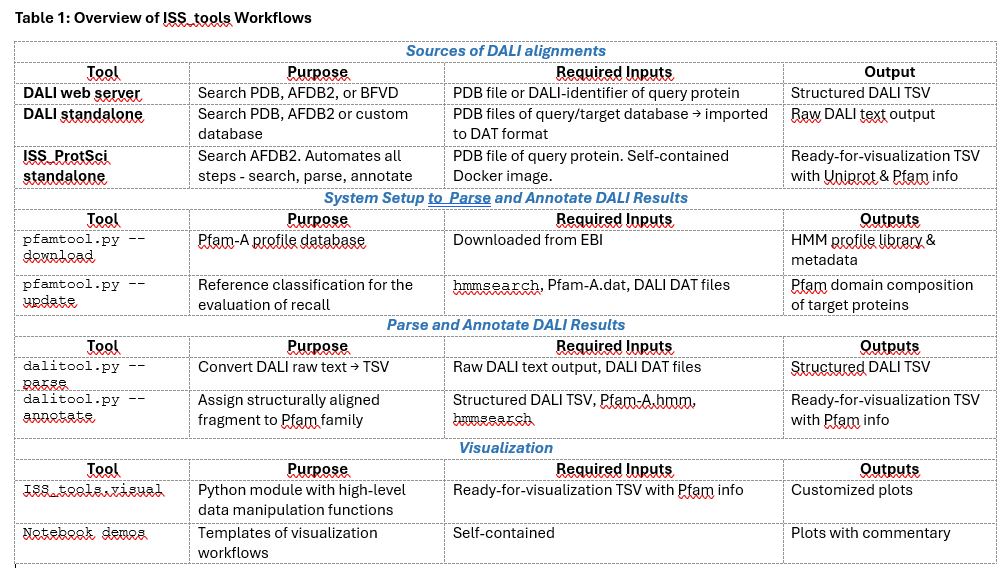 Table 1: Overview of ISS_tools Workflows
Sources of DALI alignments
Tool Purpose Required Inputs Output
DALI web server Search PDB, AFDB2, or BFVD PDB file or DALI-identifier of query protein Structured DALI TSV
DALI standalone Search PDB, AFDB2 or custom PDB files of query/target database → imported Raw DALI text output
database to DAT format
ISS_ProtSci Search AFDB2. Automates all PDB file of query protein. Self-contained Ready-for-visualization TSV
standalone steps - search, parse, annotate Docker image. with Uniprot & Pfam info
System Setup to Parse and Annotate DALI Results
Tool Purpose Required Inputs Outputs
pfamtool.py -- Pfam-A profile database Downloaded from EBI HMM profile library &
download metadata
pfamtool.py -- Reference classification for the hmmsearch, Pfam-A.dat, DALI DAT files Pfam domain composition
update evaluation of recall of target proteins
Parse and Annotate DALI Results
Tool Purpose Required Inputs Outputs
dalitool.py -- Convert DALI raw text → TSV Raw DALI text output, DALI DAT files Structured DALI TSV
parse
dalitool.py -- Assign structurally aligned Structured DALI TSV, Pfam-A.hmm, Ready-for-visualization TSV
annotate fragment to Pfam family hmmsearch with Pfam info
Visualization
Tool Purpose Required Inputs Outputs
ISS_tools.visual Python module with high-level Ready-for-visualization TSV with Pfam info Customized plots
data manipulation functions
Notebook demos Templates of visualization Self-contained Plots with commentary
workflows